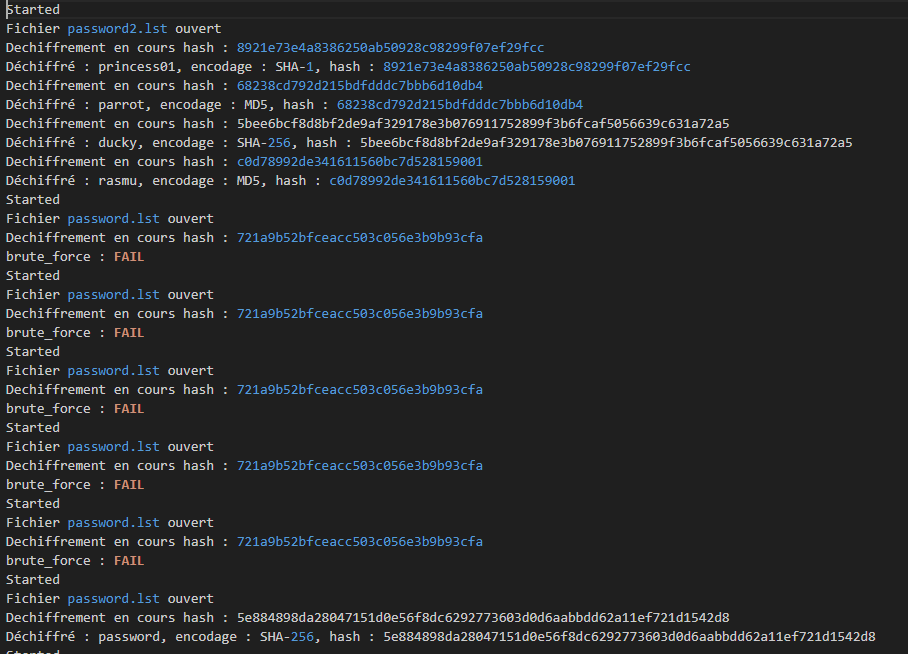 Started
Fichier password2.lst ouvert
Dechiffrement en cours hash : 8921e73e4a8386250ab50928c98299f07ef29fcc
Déchiffré : princess01, encodage : SHA-1, hash : 8921e73e4a8386250ab50928c98299f07ef29fcc
Dechiffrement en cours hash : 68238cd792d215bdfdddc7bbb6d10db4
Déchiffré : parrot, encodage : MD5, hash : 68238cd792d215bdfdddc7bbb6d10db4
Dechiffrement en cours hash : 5bee6bcf8d8bf2de9af329178e3b076911752899f3b6fcaf5056639c631a72a5
Déchiffré : ducky, encodage : SHA-256, hash : 5bee6bcf8d8bf2de9af329178e3b076911752899f3b6fcaf5056639c631a72a5
Dechiffrement en cours hash : c0d78992de341611560bc7d528159001
Déchiffré : rasmu, encodage : MD5, hash : c0d78992de341611560bc7d528159001
Started
Fichier password.lst ouvert
Dechiffrement en cours hash : 721a9b52bfceacc503c056e3b9b93cfa
brute_force : FAIL
Started
Fichier password.lst ouvert
Dechiffrement en cours hash : 721a9b52bfceacc503c056e3b9b93cfa
brute_force : FAIL
Started
Fichier password.lst ouvert
Dechiffrement en cours hash : 721a9b52bfceacc503c056e3b9b93cfa
brute_force : FAIL
Started
Fichier password.lst ouvert
Dechiffrement en cours hash : 721a9b52bfceacc503c056e3b9b93cfa
brute_force : FAIL
Started
Fichier password.lst ouvert
Dechiffrement en cours hash : 721a9b52bfceacc503c056e3b9b93cfa
brute_force : FAIL
Started
Fichier password.lst ouvert
Dechiffrement en cours hash : 5e884898da28047151d0e56f8dc6292773603d0d6aabbdd62a11ef721d1542d8
Déchiffré : password, encodage : SHA-256, hash : 5e884898da28047151d0e56f8dc6292773603d0d6aabbdd62a11ef721d1542d8
Started